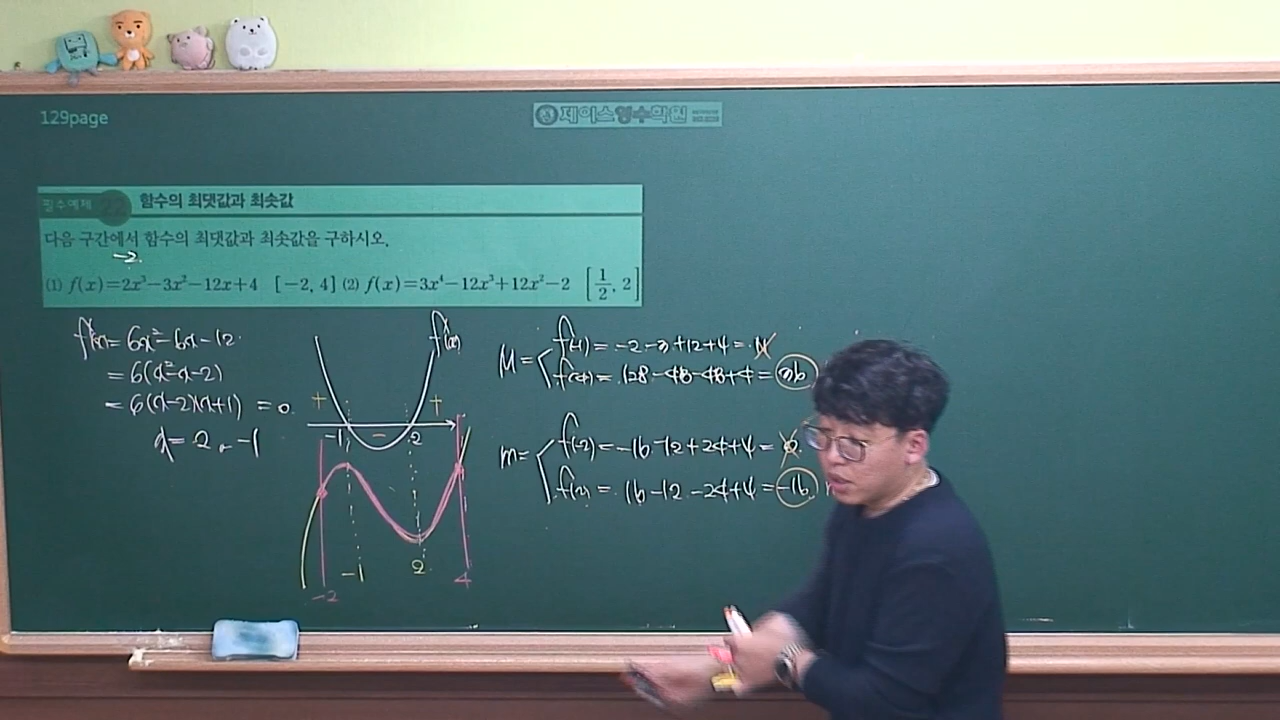 129page
제이스영수학원
필수예제 22 함수의 최댓값과 최솟값
다음 구간에서 함수의 최댓값과 최솟값을 구하시오.
-2.
(1) f(x)=2x³-3x²-12x+4 [-2, 4] (2) f(x)=3x⁴-12x³+12x²-2 [1/2, 2]
f'(x)= 6x²-6x-12
= 6(x²-x-2)
= 6(x-2)(x+1) = 0
x= 2 or -1
f'(x)
+ +
-1 - 2
-1 2 4
-2
M= f(-1)= -2-3+12+4= 11
f(4)= 128-48-48+4= 36
m= f(-2)= -16-12+24+4= 0
f(2)= 16-12-24+4= -16